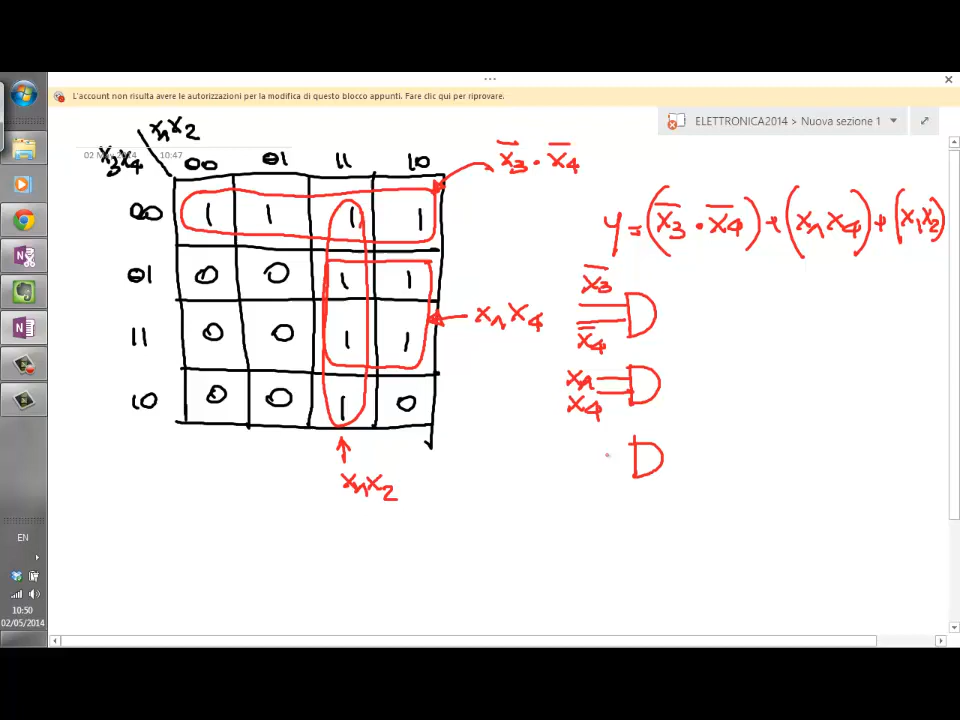 L'account non risulta avere le autorizzazioni per la modifica di questo blocco appunti. Fare clic qui per riprovare.
ELETTRONICA2014 > Nuova sezione 1
x1x2
x3x4
10:47
00 01 11 10
x̅3 · x̅4
00 1 1 1 1
y = (x̅3 · x̅4) + (x1x4) + (x1x2)
01 0 0 1 1
x̅3
x̅4
11 0 0 1 1
x1x4
x1
x4
10 0 0 1 0
x1x2
EN
10:50
02/05/2014